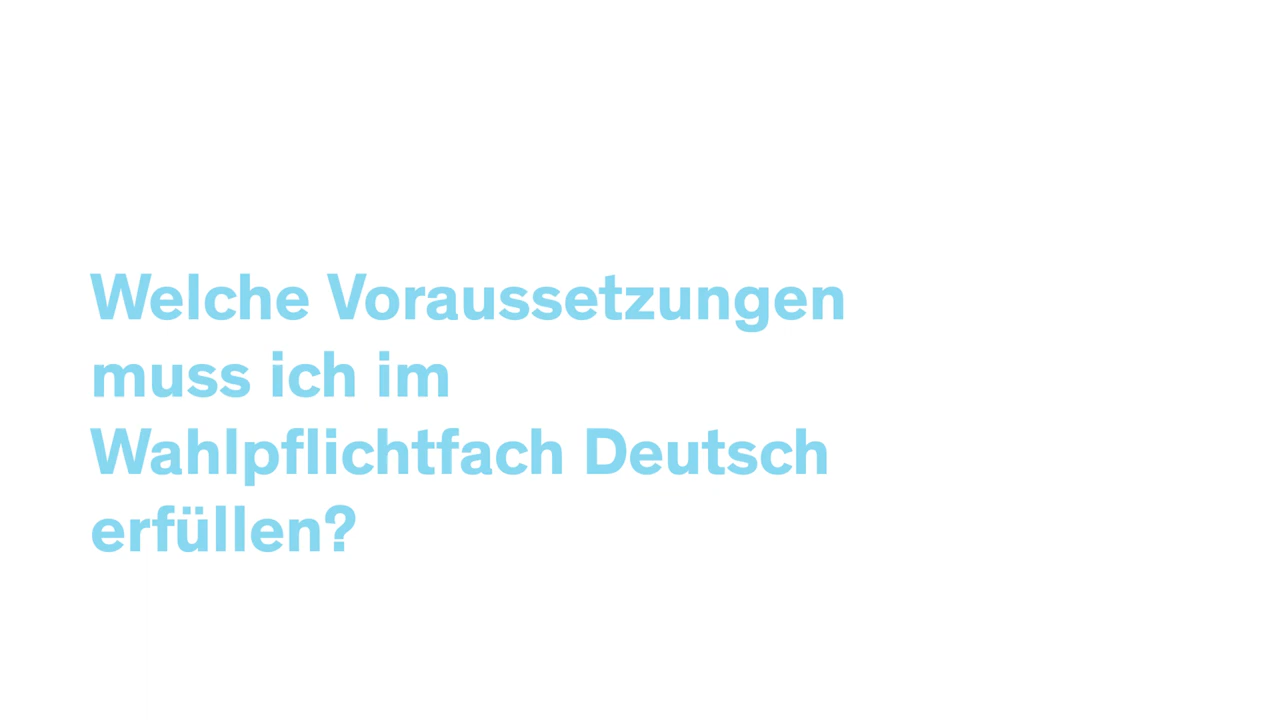 Welche Voraussetzungen
muss ich im
Wahlpflichtfach Deutsch
erfüllen?